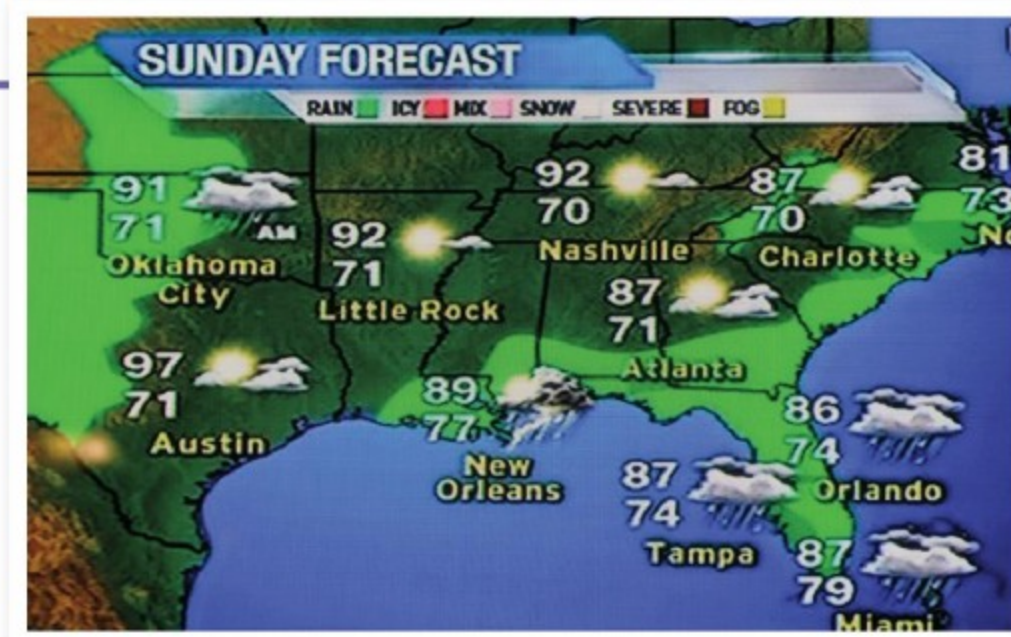 SUNDAY FORECAST
RAIN ICY MIX SNOW SEVERE FOG
91
71
AM
Oklahoma
City
92
71
Little Rock
92
70
Nashville
87
70
Charlotte
81
73
87
71
Atlanta
97
71
Austin
89
77
New
Orleans
86
74
Orlando
87
74
Tampa
87
79
Miami